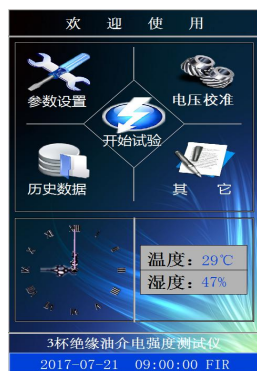 欢 迎 使 用
参数设置
电压校准
开始试验
历史数据
其 它
XII
温度：29℃
湿度：47%
3杯绝缘油介电强度测试仪
2017-07-21 09:00:00 FIR